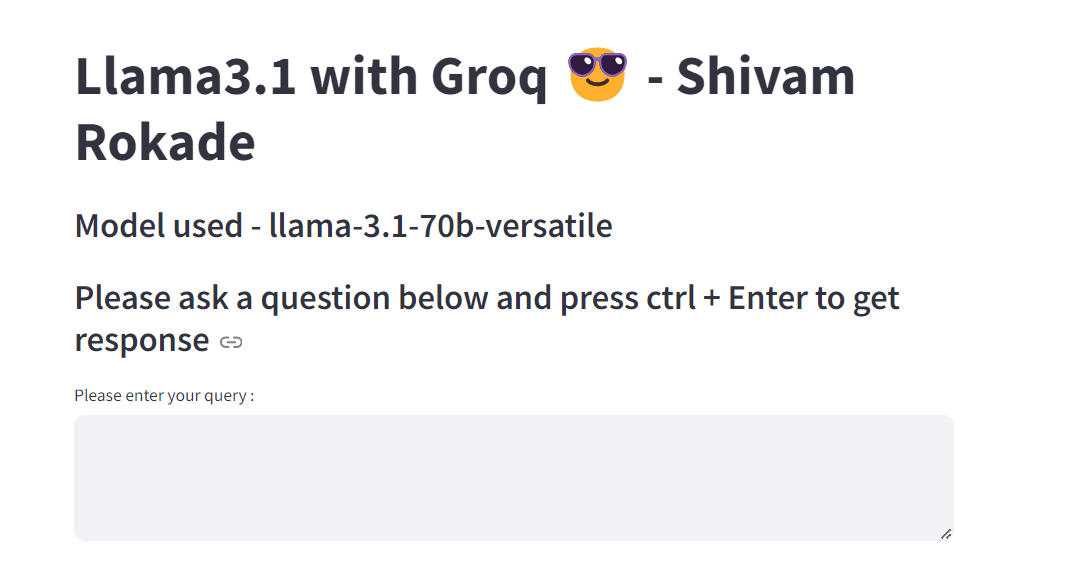 Llama3.1 with Groq 😎 - Shivam
Rokade
Model used - llama-3.1-70b-versatile
Please ask a question below and press ctrl + Enter to get
response
Please enter your query :